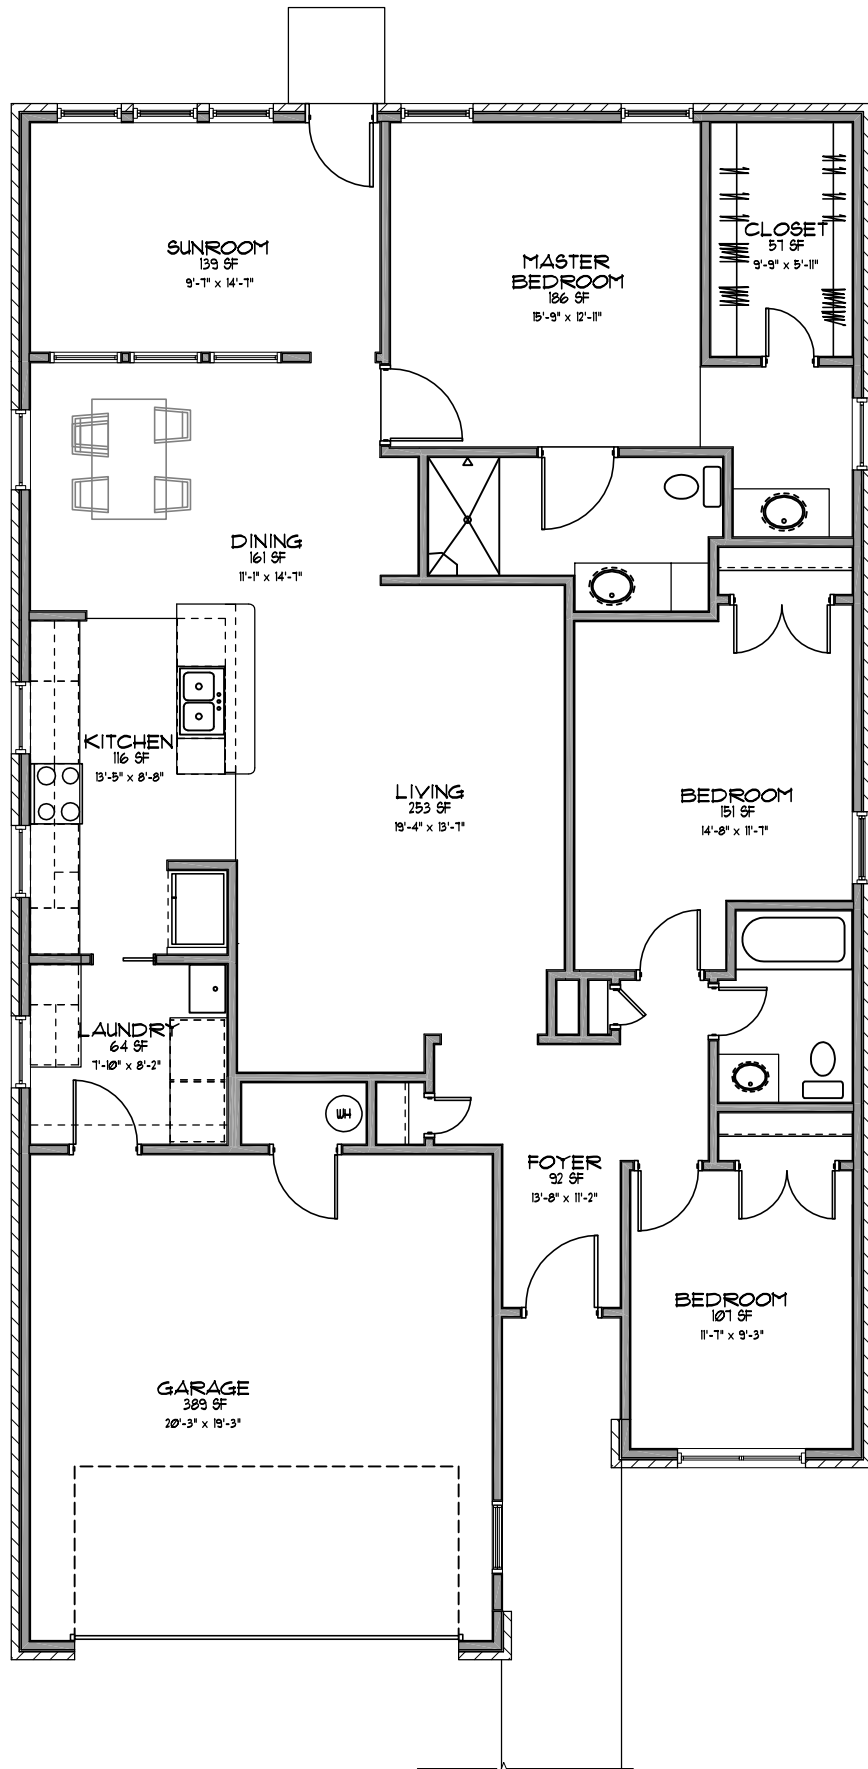 SUNROOM
139 SF
9'-7" x 14'-7"
MASTER
BEDROOM
186 SF
15'-9" x 12'-11"
CLOSET
57 SF
9'-9" x 5'-11"
DINING
161 SF
11'-1" x 14'-7"
KITCHEN
116 SF
13'-5" x 8'-8"
LIVING
253 SF
19'-4" x 13'-7"
BEDROOM
151 SF
14'-8" x 11'-7"
LAUNDRY
64 SF
7'-10" x 8'-2"
WH
FOYER
92 SF
13'-8" x 11'-2"
BEDROOM
107 SF
11'-7" x 9'-3"
GARAGE
389 SF
20'-3" x 19'-3"